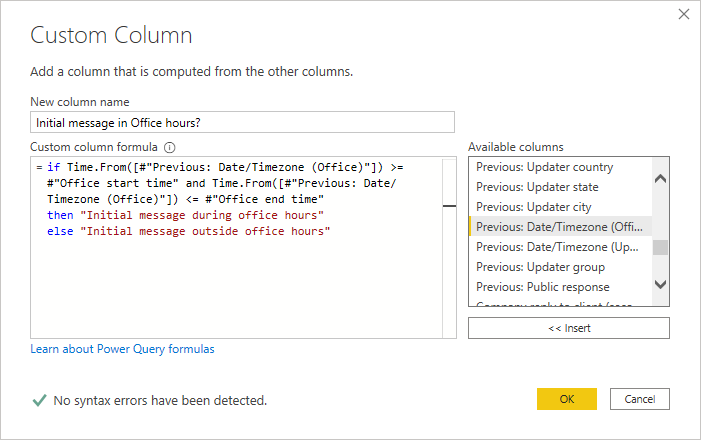 Custom Column
Add a column that is computed from the other columns.
New column name
Initial message in Office hours?
Custom column formula
Available columns
= if Time.From([#"Previous: Date/Timezone (Office)"]) >=
#"Office start time" and Time.From([#"Previous: Date/
Timezone (Office)"]) <= #"Office end time"
then "Initial message during office hours"
else "Initial message outside office hours"
Previous: Updater country
Previous: Updater state
Previous: Updater city
Previous: Date/Timezone (Offi...
Previous: Date/Timezone (Up...
Previous: Updater group
Previous: Public response
<< Insert
Learn about Power Query formulas
No syntax errors have been detected.
OK
Cancel